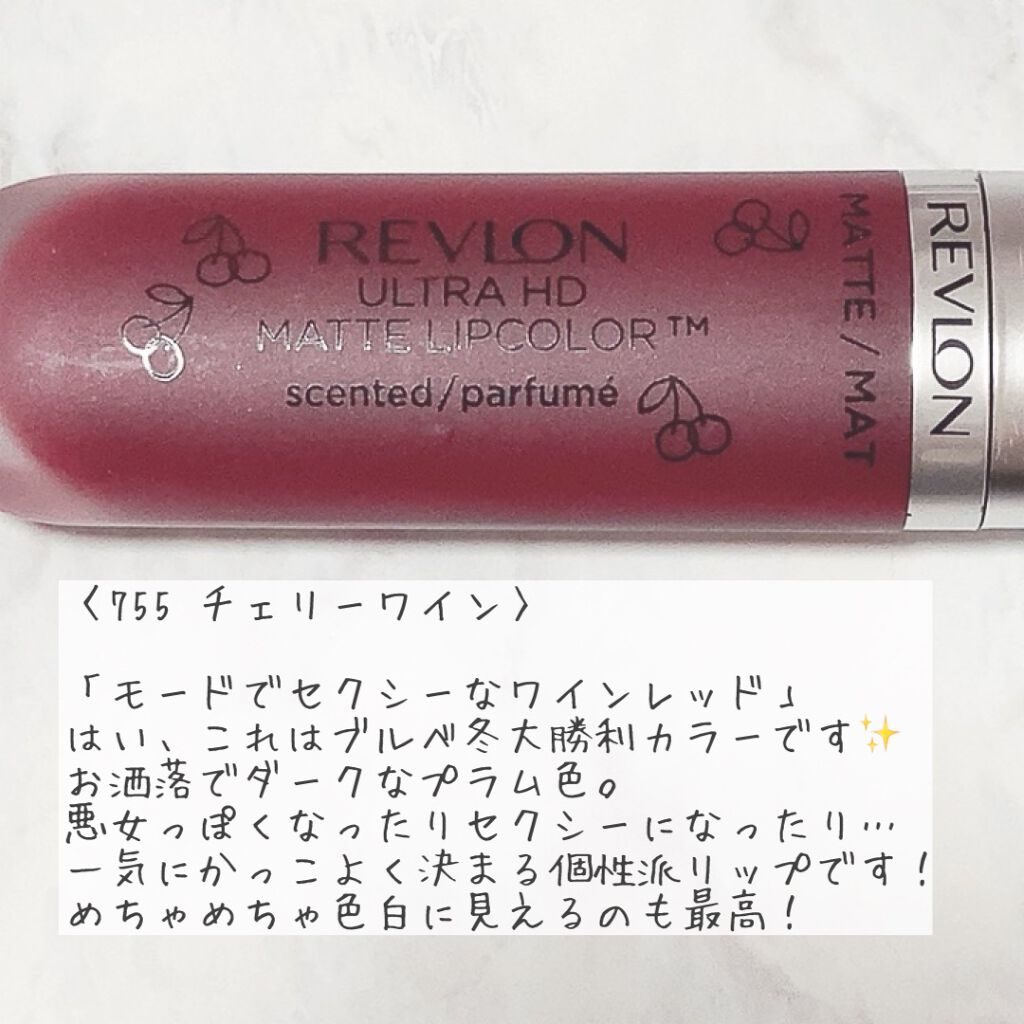 REVLON
ULTRA HD
MATTE LIPCOLOR™
scented/parfumé
MATTE/MAT
REVLON
〈755 チェリーワイン〉
「モードでセクシーなワインレッド」
はい、これはブルベ冬大勝利カラーです✨
お洒落でダークなプラム色。
悪女っぽくなったりセクシーになったり…
一気にかっこよく決まる個性派リップです！
めちゃめちゃ色白に見えるのも最高！